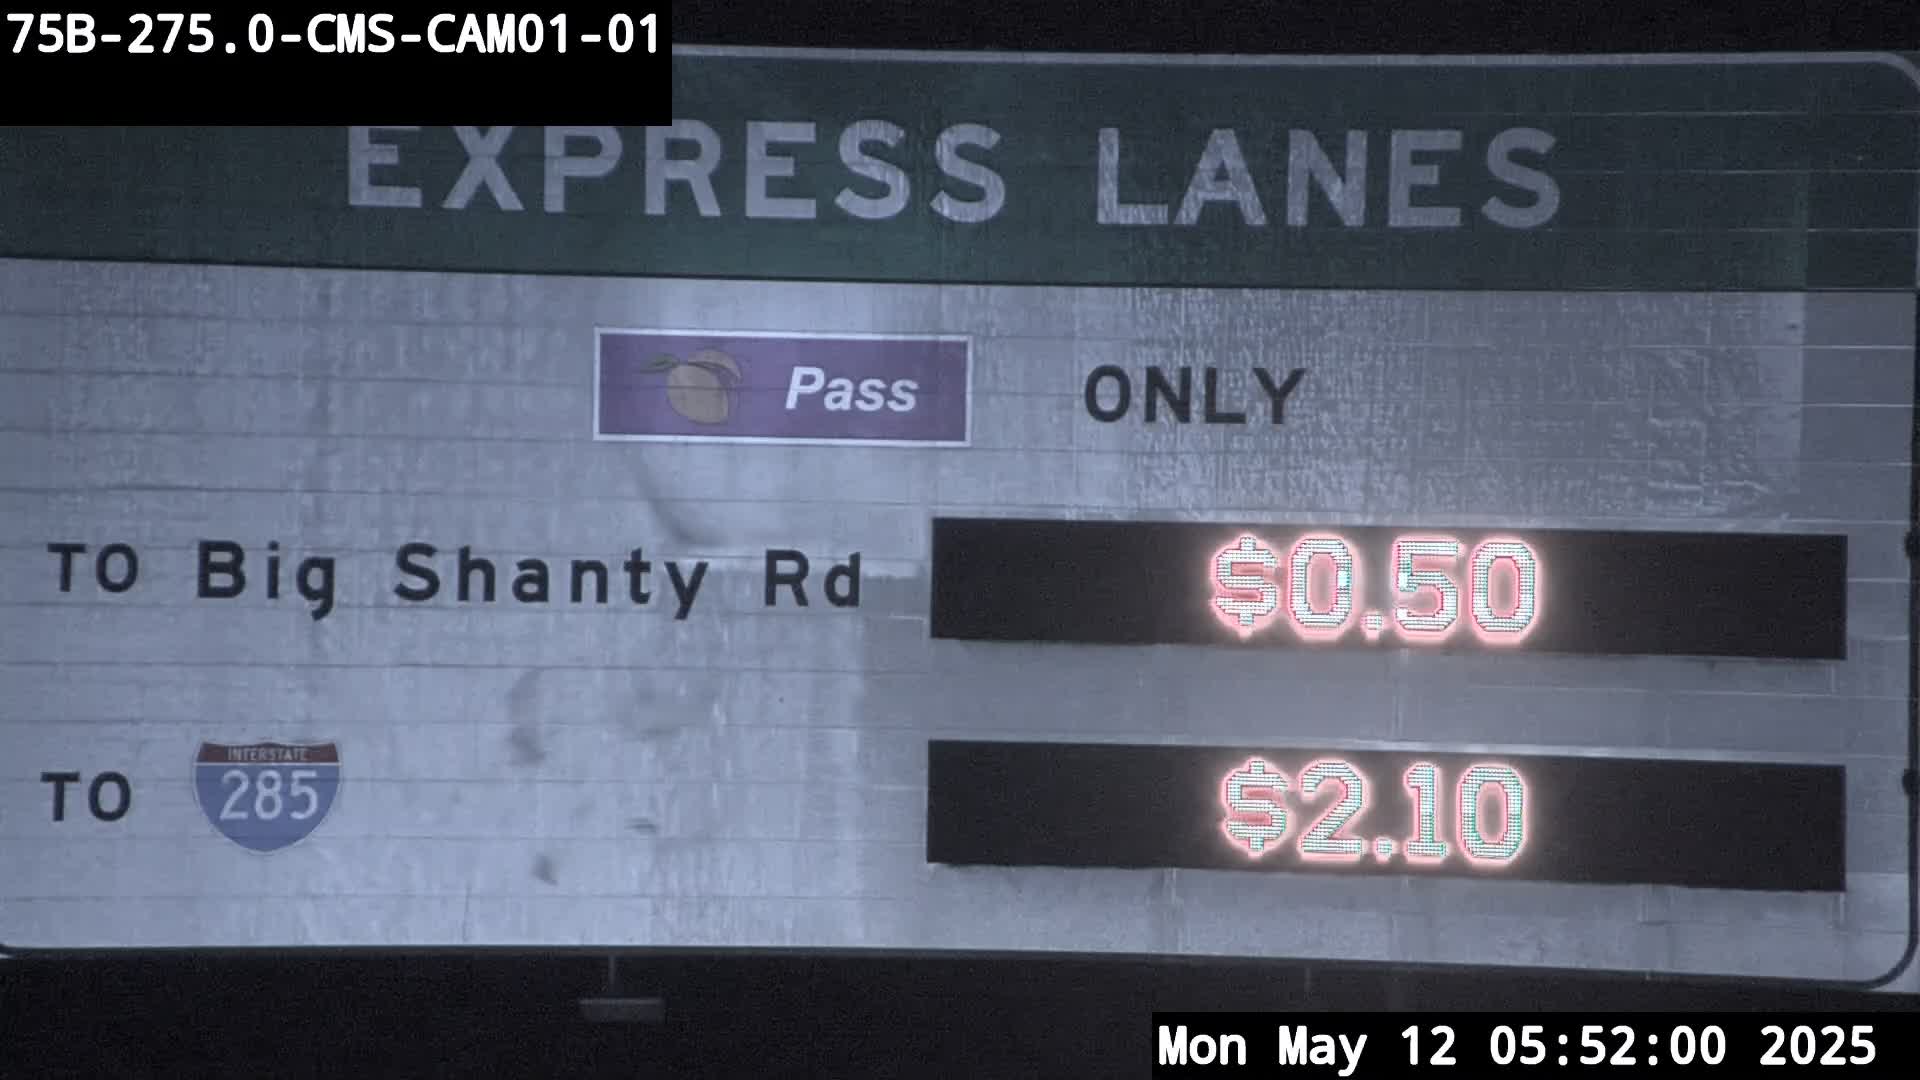 75B-275.0-CMS-CAM01-01
EXPRESS LANES
Pass ONLY
TO Big Shanty Rd $0.50
TO INTERSTATE 285 $2.10
Mon May 12 05:52:00 2025